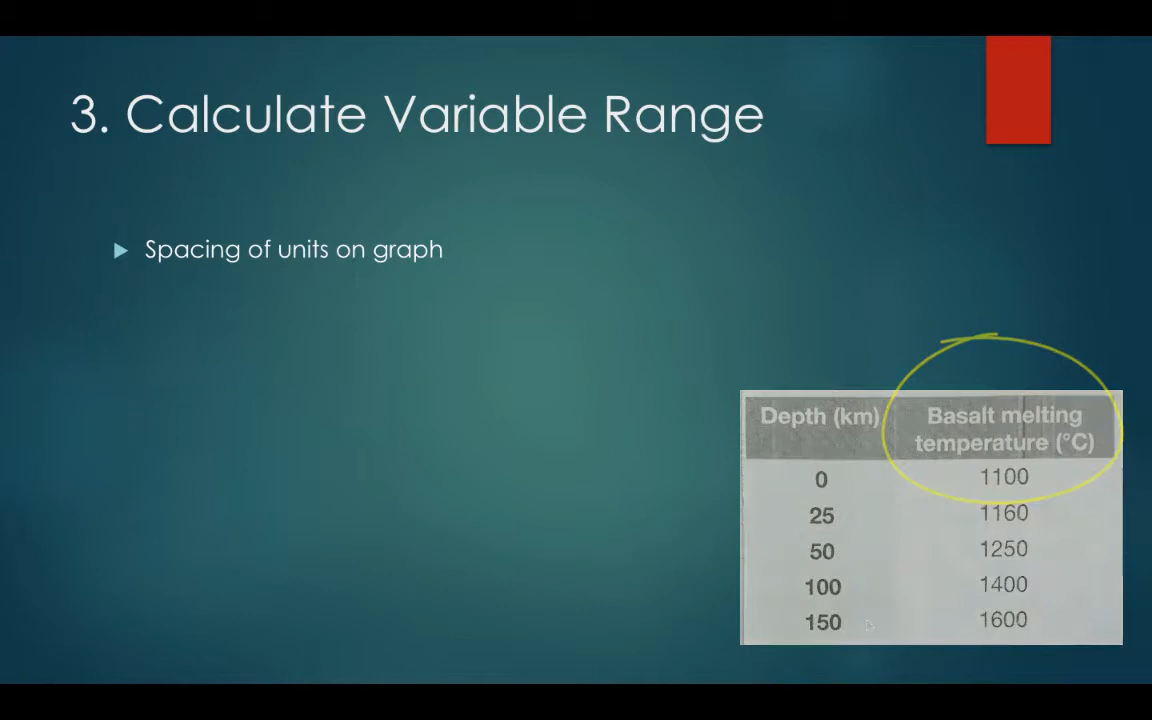 3. Calculate Variable Range
Spacing of units on graph
Depth (km) Basalt melting temperature (°C)
0 1100
25 1160
50 1250
100 1400
150 1600